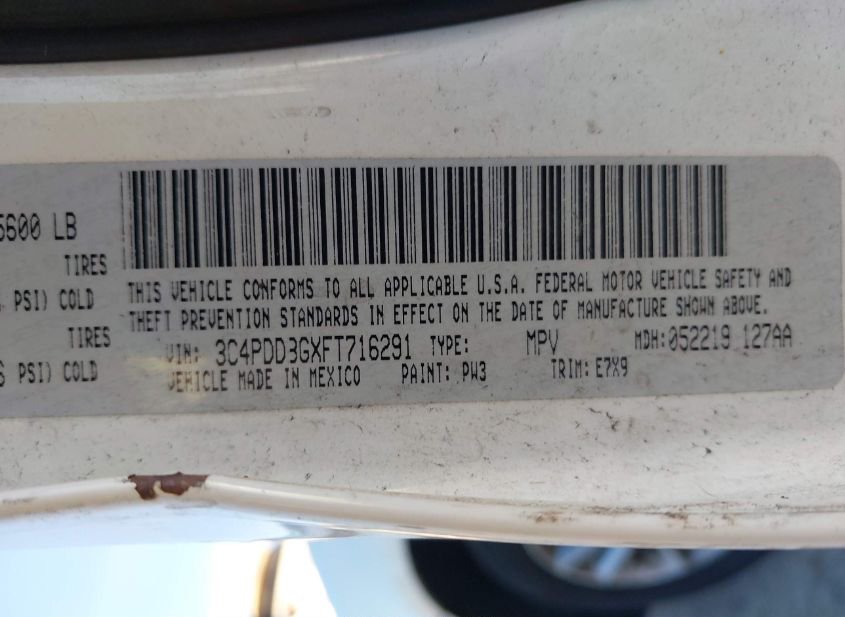 5600 LB
TIRES
PSI) COLD
TIRES
PSI) COLD
THIS VEHICLE CONFORMS TO ALL APPLICABLE U.S.A. FEDERAL MOTOR VEHICLE SAFETY AND
THEFT PREVENTION STANDARDS IN EFFECT ON THE DATE OF MANUFACTURE SHOWN ABOVE.
VIN: 3C4PDD3GXFT716291 TYPE: MPV MDH:052219 127AA
VEHICLE MADE IN MEXICO PAINT: PW3 TRIM: E7X9